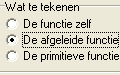 Wat te tekenen
De functie zelf
De afgeleide functie
De primitieve functie